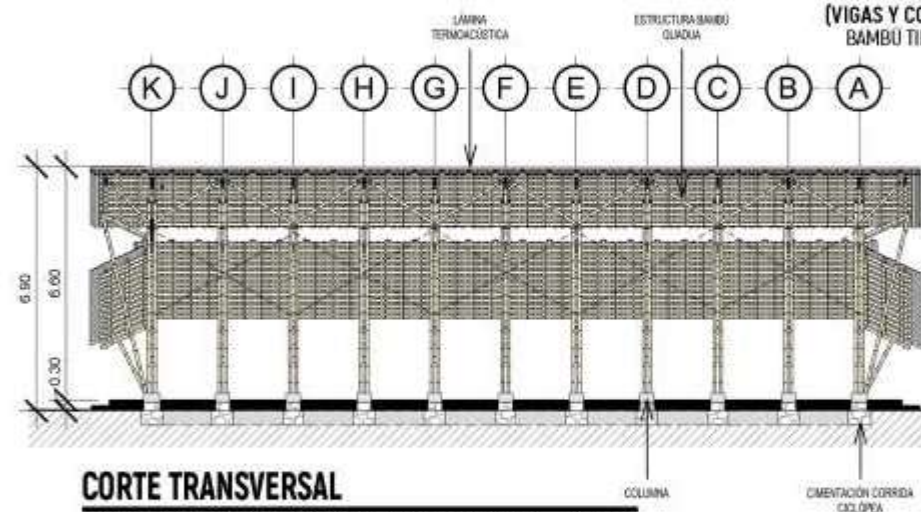 LÁMINA
TERMOACÚSTICA
ESTRUCTURA BAMBÚ
GUADUA
(VIGAS Y CO
BAMBÚ TI
K J I H G F E D C B A
6.90
6.60
0.30
CORTE TRANSVERSAL
COLUMNA
CIMENTACIÓN CORRIDA
CICLÓPEA